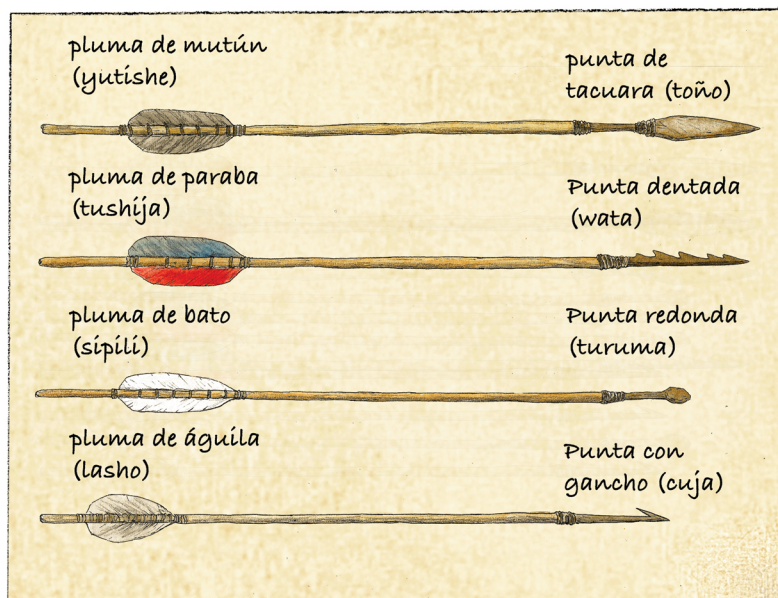 pluma de mutún
(yutishe)
punta de
tacuara (toño)
pluma de paraba
(tushija)
Punta dentada
(wata)
pluma de bato
(sipili)
Punta redonda
(turuma)
pluma de águila
(lasho)
Punta con
gancho (cuja)